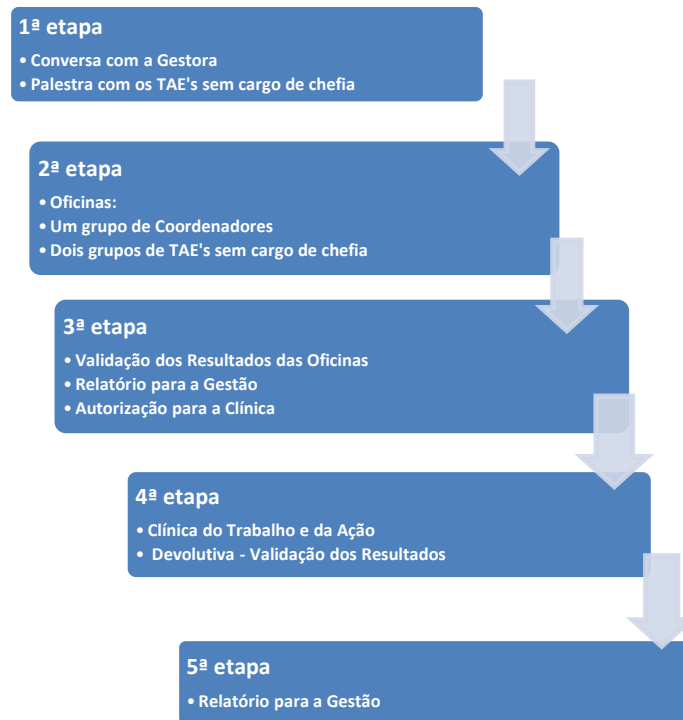 1ª etapa
• Conversa com a Gestora
• Palestra com os TAE's sem cargo de chefia
2ª etapa
• Oficinas:
• Um grupo de Coordenadores
• Dois grupos de TAE's sem cargo de chefia
3ª etapa
• Validação dos Resultados das Oficinas
• Relatório para a Gestão
• Autorização para a Clínica
4ª etapa
• Clínica do Trabalho e da Ação
• Devolutiva - Validação dos Resultados
5ª etapa
• Relatório para a Gestão